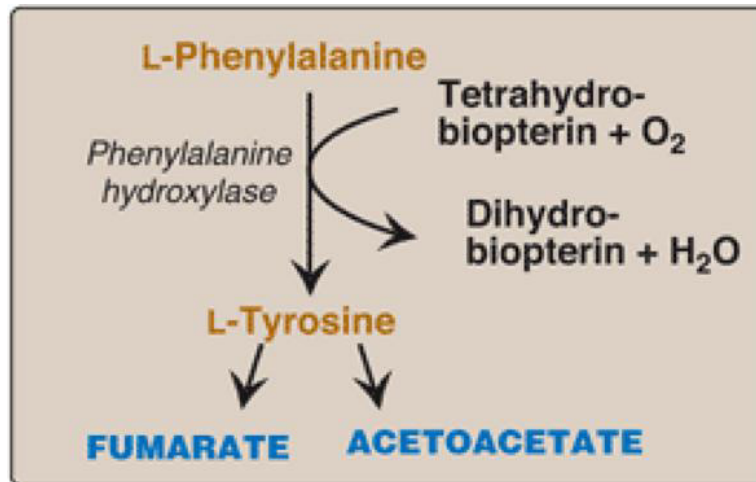 L-Phenylalanine
Tetrahydro-
biopterin + O₂
Phenylalanine
hydroxylase
Dihydro-
biopterin + H₂O
L-Tyrosine
FUMARATE
ACETOACETATE